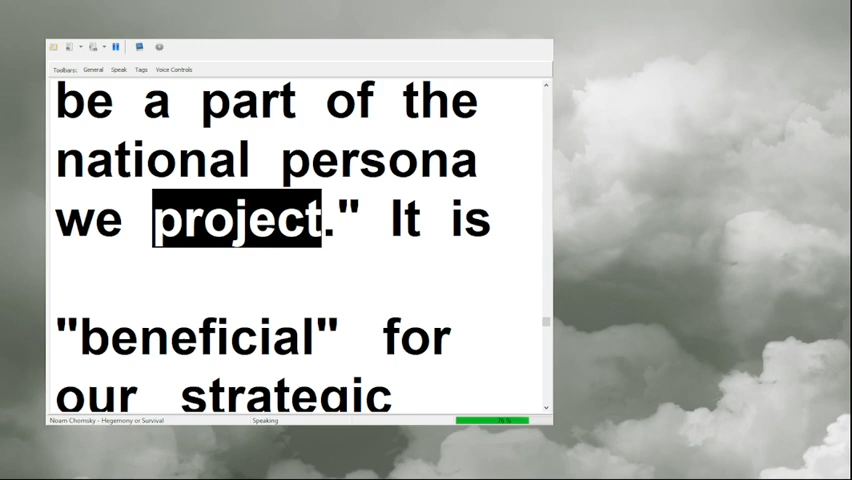 Toolbars: General Speak Tags Voice Controls
be a part of the
national persona
we project." It is
"beneficial" for
our strategic
Noam Chomsky - Hegemony or Survival Speaking 76 %